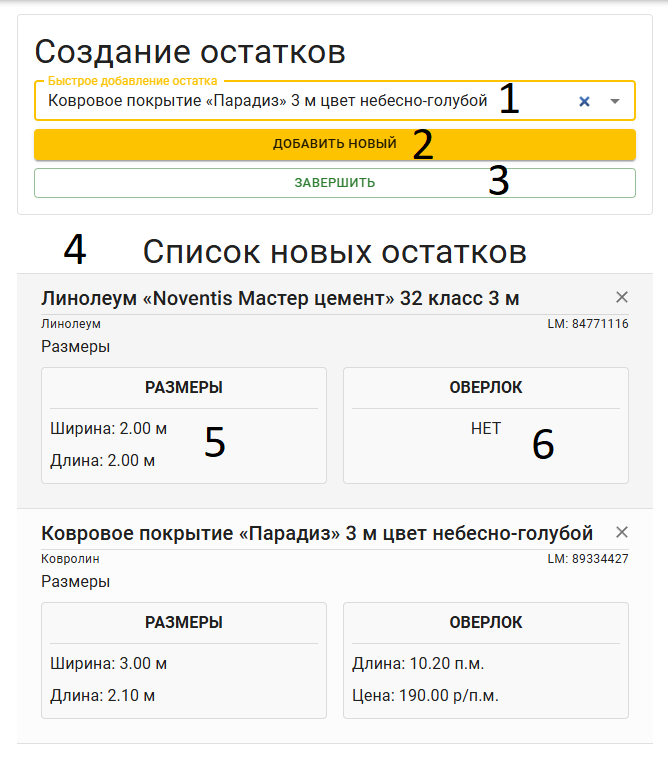 Создание остатков
Быстрое добавление остатка
Ковровое покрытие «Парадиз» 3 м цвет небесно-голубой 1
ДОБАВИТЬ НОВЫЙ 2
ЗАВЕРШИТЬ 3
4 Список новых остатков
Линолеум «Noventis Мастер цемент» 32 класс 3 м
Линолеум LM: 84771116
Размеры
РАЗМЕРЫ
Ширина: 2.00 м
Длина: 2.00 м
5
ОВЕРЛОК
НЕТ
6
Ковровое покрытие «Парадиз» 3 м цвет небесно-голубой
Ковролин LM: 89334427
Размеры
РАЗМЕРЫ
Ширина: 3.00 м
Длина: 2.10 м
ОВЕРЛОК
Длина: 10.20 п.м.
Цена: 190.00 р/п.м.